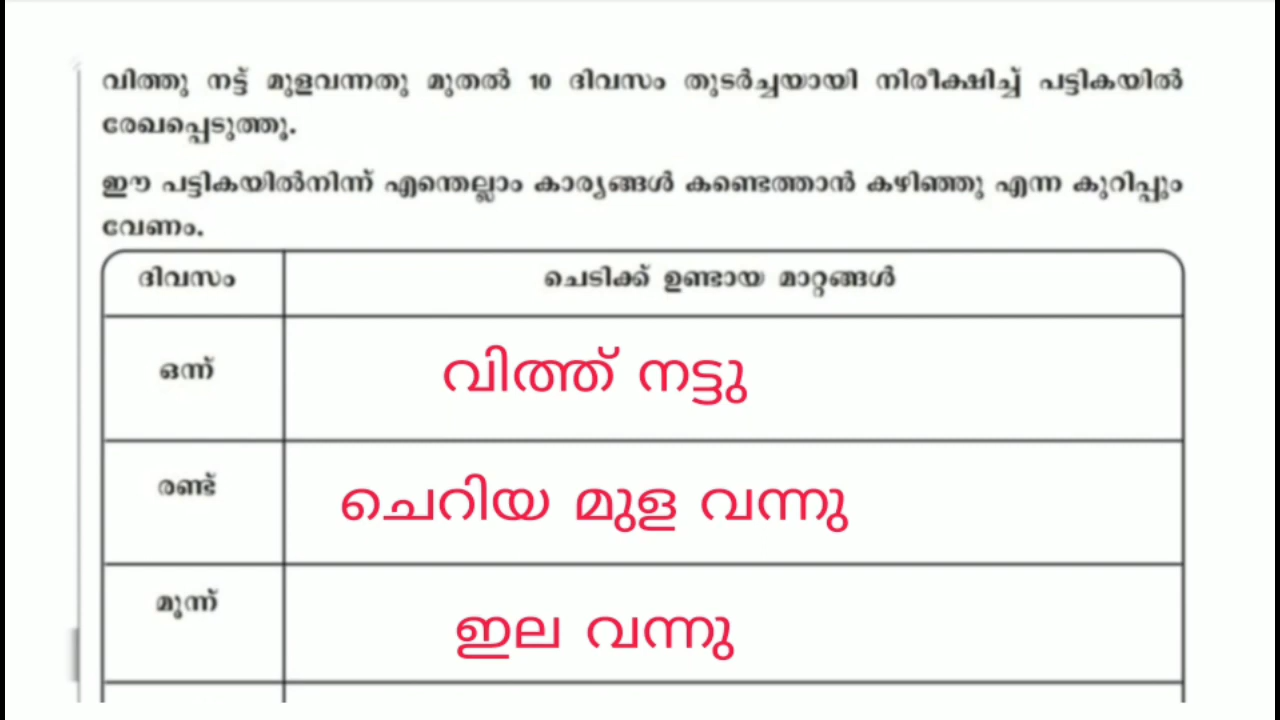 വിത്തു നട്ട് മുളവന്നതു മുതൽ 10 ദിവസം തുടർച്ചയായി നിരീക്ഷിച്ച് പട്ടികയിൽ
രേഖപ്പെടുത്തൂ.
ഈ പട്ടികയിൽനിന്ന് എന്തെല്ലാം കാര്യങ്ങൾ കണ്ടെത്താൻ കഴിഞ്ഞു എന്ന കുറിപ്പും
വേണം.
ദിവസം ചെടിക്ക് ഉണ്ടായ മാറ്റങ്ങൾ
ഒന്ന് വിത്ത് നട്ടു
രണ്ട് ചെറിയ മുള വന്നു
മൂന്ന് ഇല വന്നു